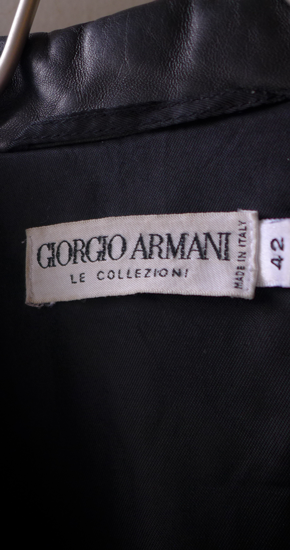 GIORGIO ARMANI
LE COLLEZIONI
MADE IN ITALY
42